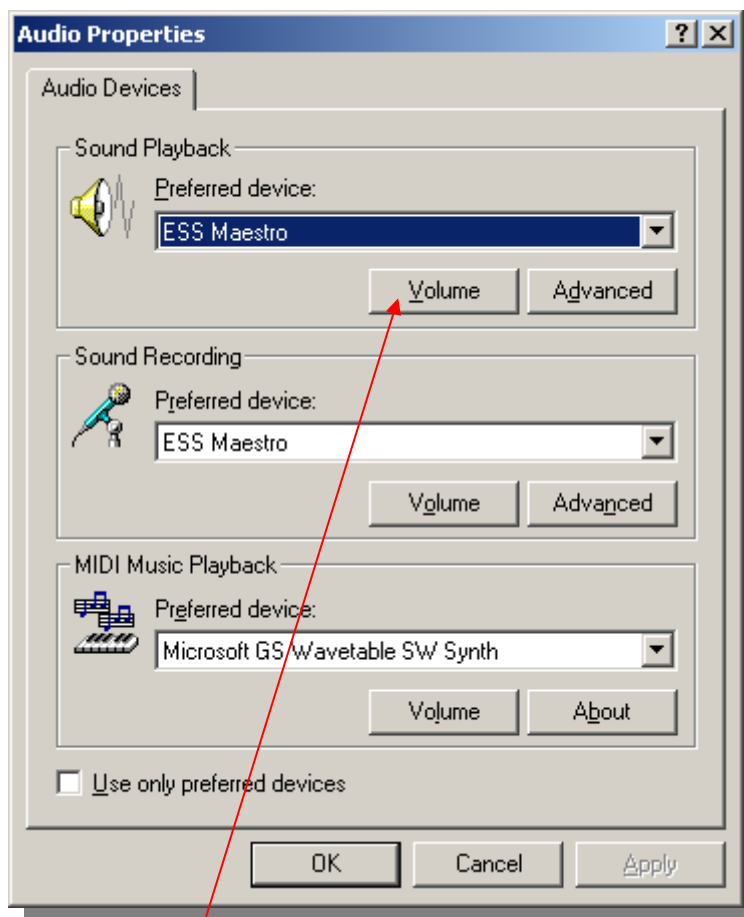 Audio Properties
Audio Devices
Sound Playback
Preferred device:
ESS Maestro
Volume Advanced
Sound Recording
Preferred device:
ESS Maestro
Volume Advanced
MIDI Music Playback
Preferred device:
Microsoft GS Wavetable SW Synth
Volume About
Use only preferred devices
OK Cancel Apply